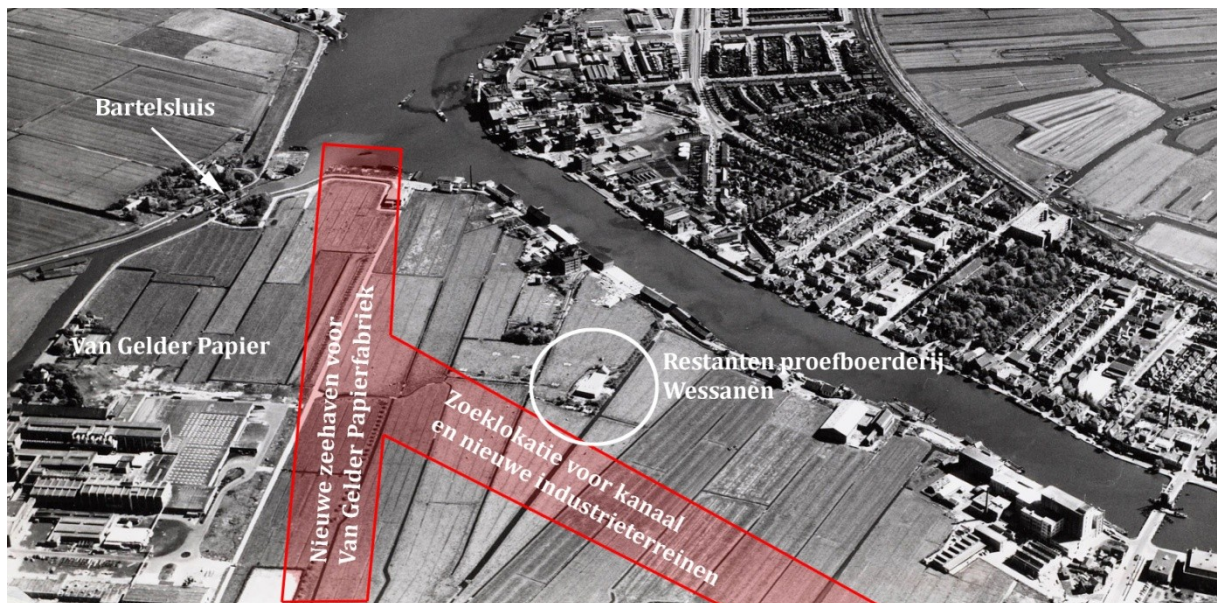 Bartelsluis
Van Gelder Papier
Nieuwe zeehaven voor
Van Gelder Papierfabriek
Restanten proefboerderij
Wessanen
Zoeklokatie voor kanaal
en nieuwe industrieterreinen